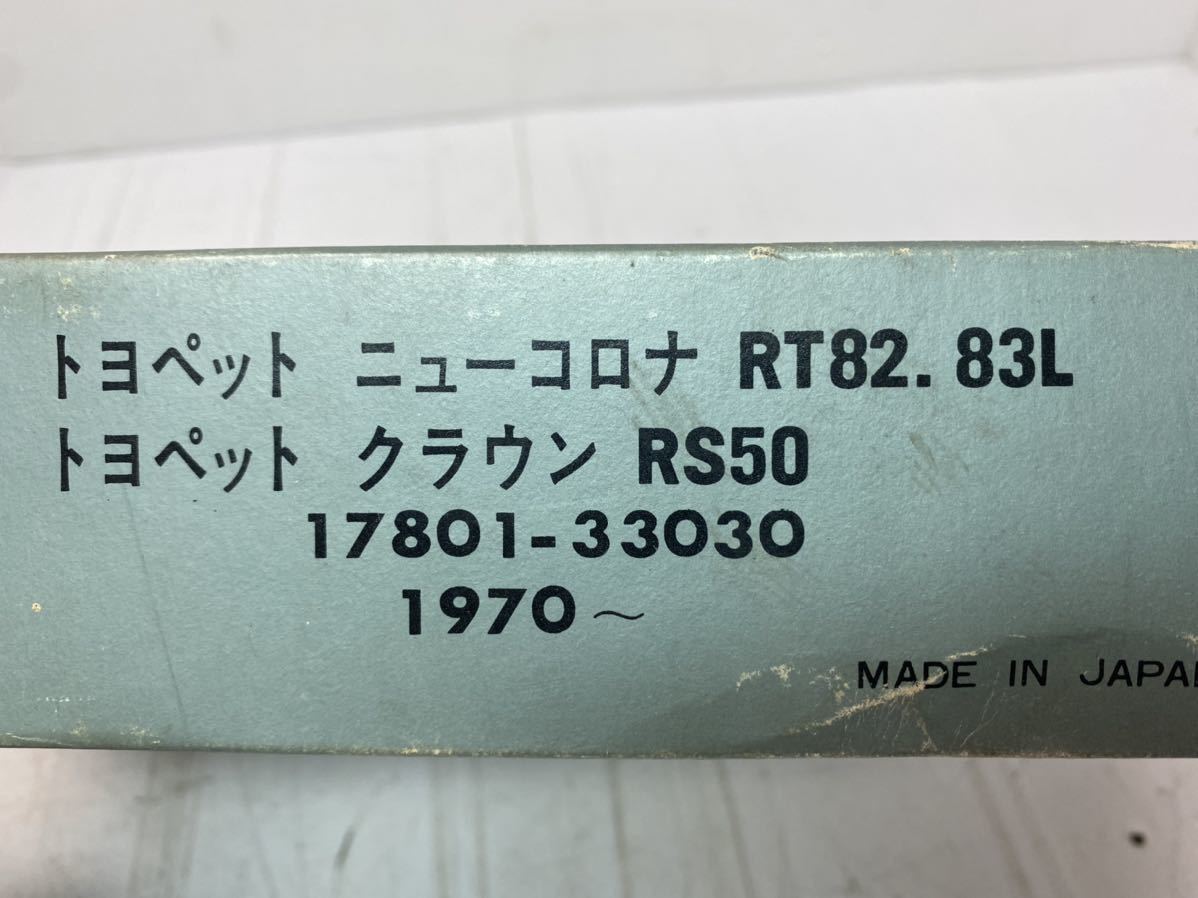 トヨペット ニューコロナ RT82. 83L
トヨペット クラウン RS50
17801-33030
1970～
MADE IN JAPAN